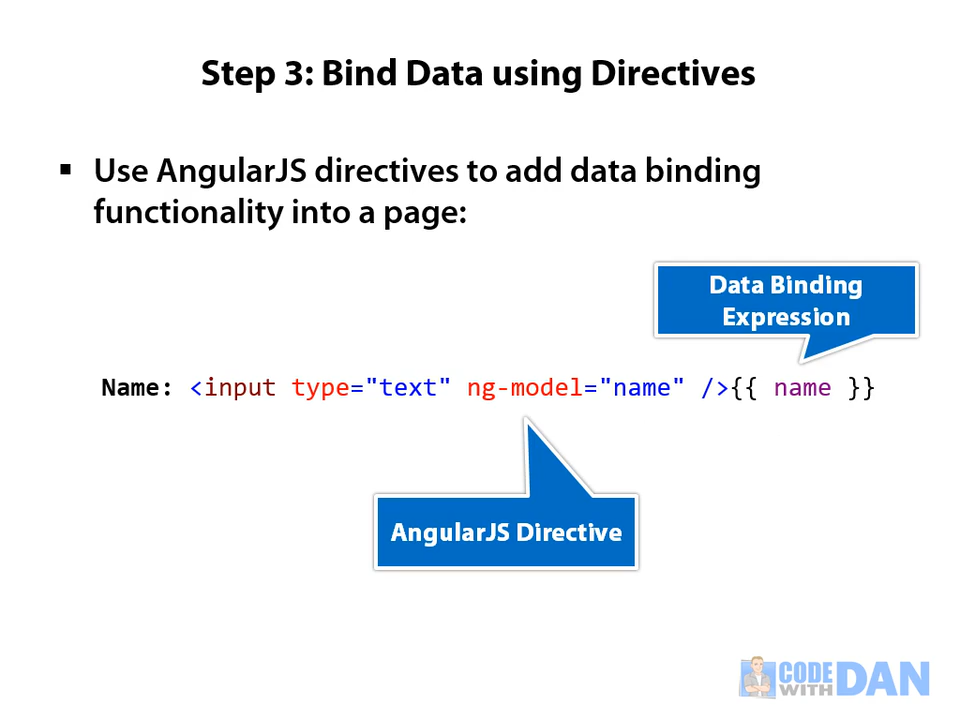 Step 3: Bind Data using Directives
▪ Use AngularJS directives to add data binding
functionality into a page:
Data Binding
Expression
Name: <input type="text" ng-model="name" />{{ name }}
AngularJS Directive
CODE
WITH DAN